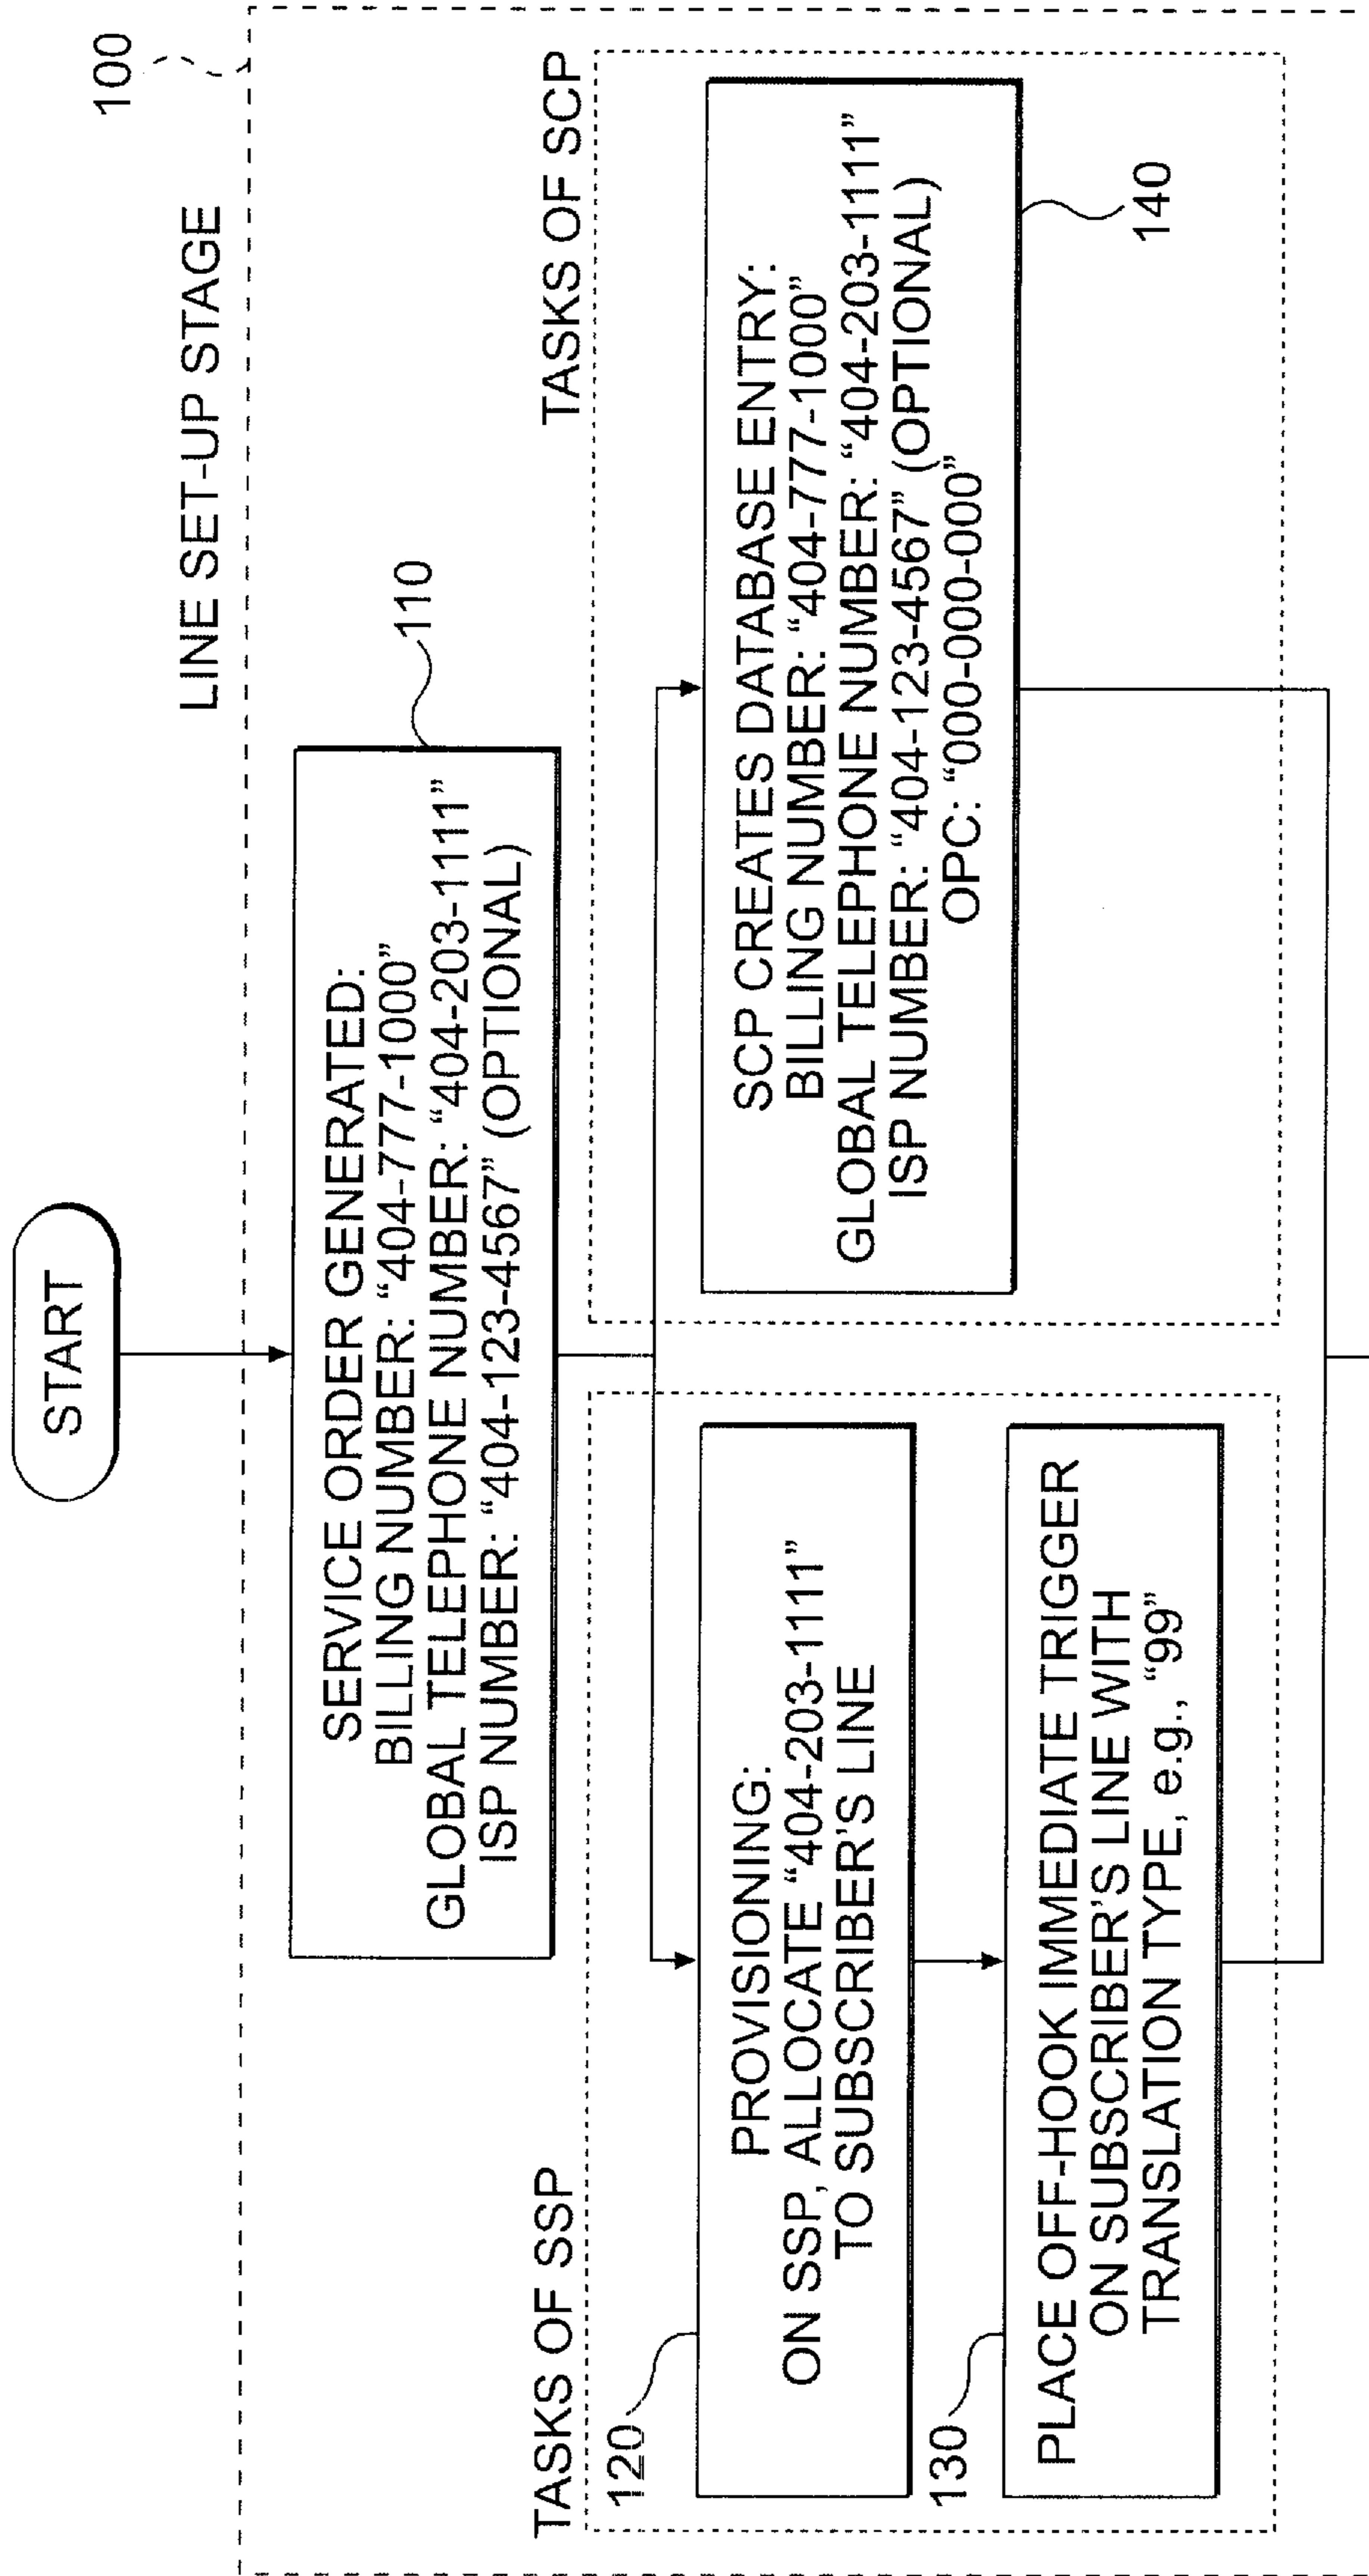 START
100
LINE SET-UP STAGE
110
SERVICE ORDER GENERATED:
BILLING NUMBER: “404-777-1000”
GLOBAL TELEPHONE NUMBER: “404-203-1111”
ISP NUMBER: “404-123-4567” (OPTIONAL)
TASKS OF SSP
120
PROVISIONING:
ON SSP, ALLOCATE “404-203-1111”
TO SUBSCRIBER’S LINE
130
PLACE OFF-HOOK IMMEDIATE TRIGGER
ON SUBSCRIBER’S LINE WITH
TRANSLATION TYPE, e.g., “99”
TASKS OF SCP
SCP CREATES DATABASE ENTRY:
BILLING NUMBER: “404-777-1000”
GLOBAL TELEPHONE NUMBER: “404-203-1111”
ISP NUMBER: “404-123-4567” (OPTIONAL)
OPC: “000-000-000”
140